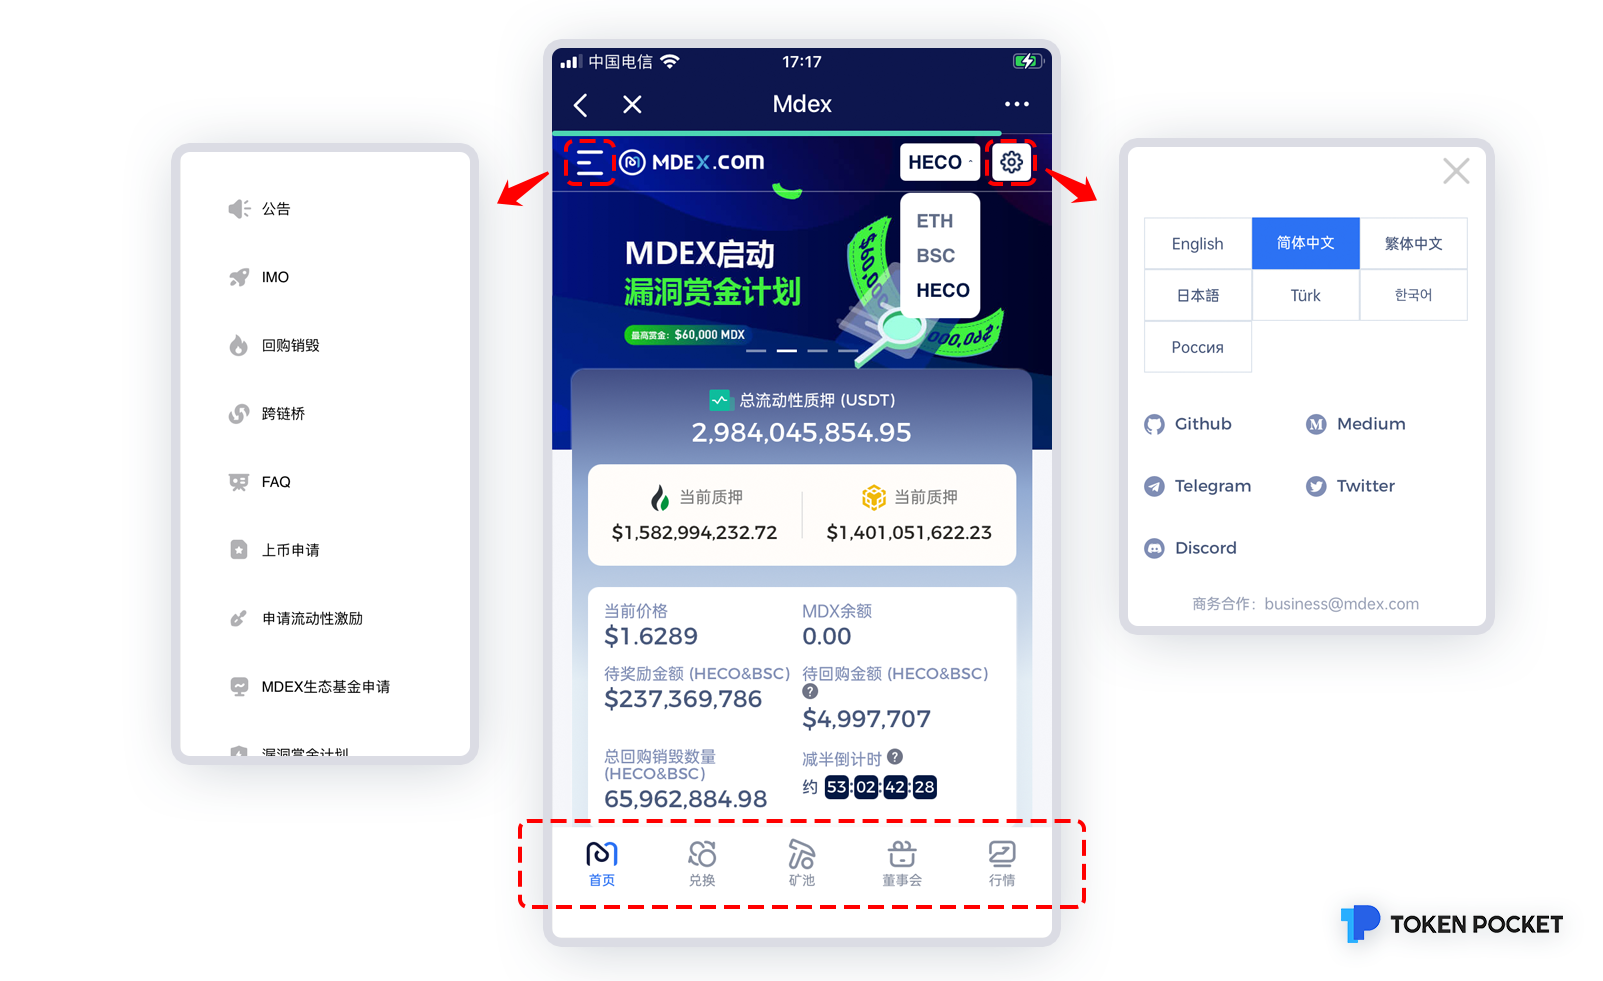 公告
IMO
回购销毁
跨链桥
FAQ
上币申请
申请流动性激励
MDEX生态基金申请
漏洞赏金计划
中国电信
17:17
Mdex
MDEX.COM
HECO
ETH
BSC
HECO
MDEX启动
漏洞赏金计划
最高赏金: $60,000 MDX
$60,000
000,09$
总流动性质押 (USDT)
2,984,045,854.95
当前质押
$1,582,994,232.72
当前质押
$1,401,051,622.23
当前价格
$1.6289
MDX余额
0.00
待奖励金额 (HECO&BSC)
$237,369,786
待回购金额 (HECO&BSC)
?
$4,997,707
总回购销毁数量
(HECO&BSC)
65,962,884.98
减半倒计时 ?
约 53:02:42:28
首页
兑换
矿池
董事会
行情
English
简体中文
繁体中文
日本語
Türk
한국어
Россия
Github
Medium
Telegram
Twitter
Discord
商务合作: business@mdex.com
TOKEN POCKET